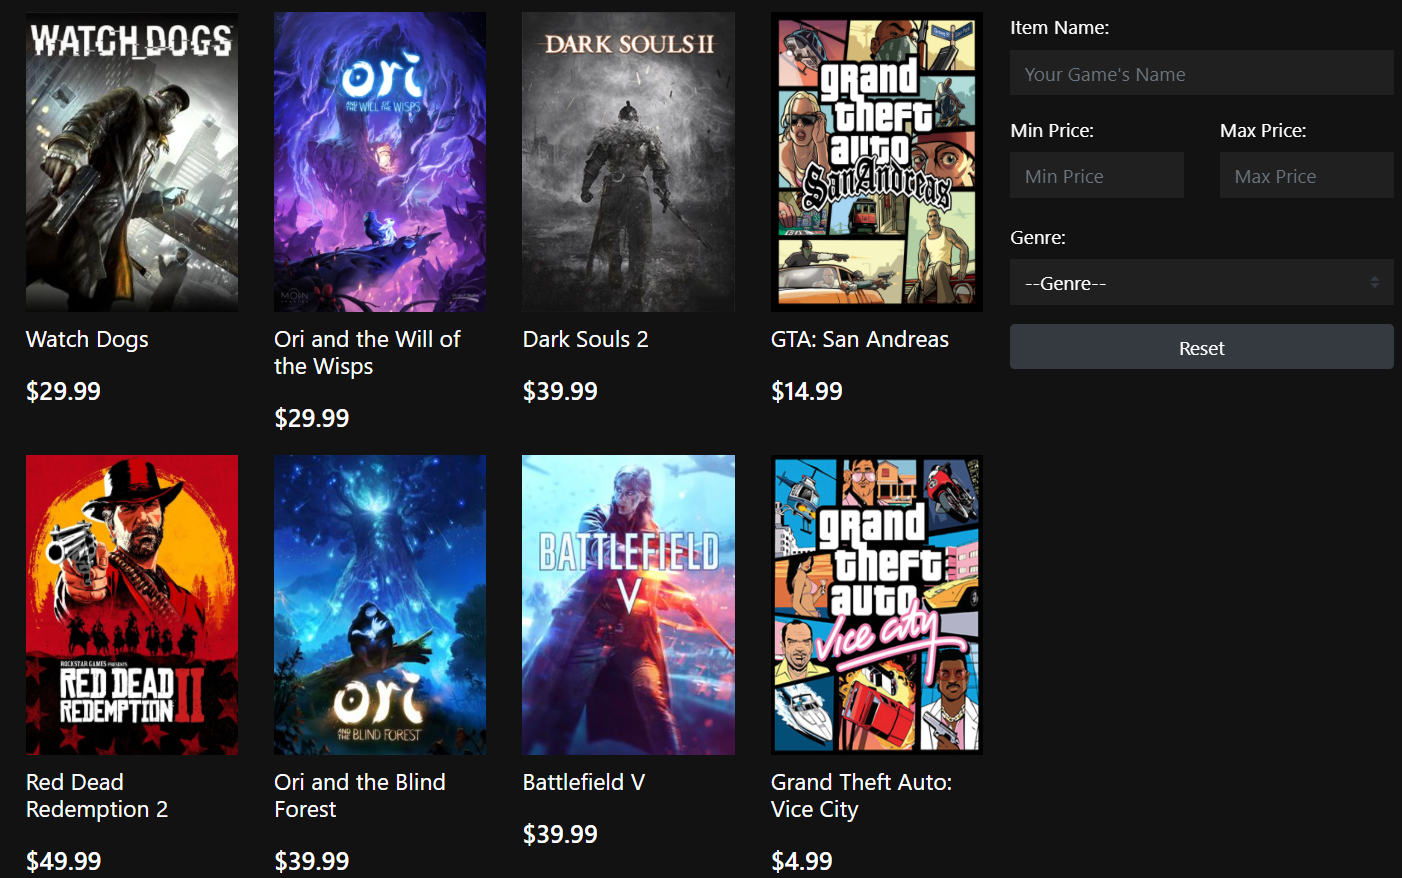 WATCH_DOGS
Watch Dogs
$29.99
ori
AND THE WILL OF THE WISPS
MOON
Ori and the Will of
the Wisps
$29.99
DARK SOULS II
Dark Souls 2
$39.99
grand
theft
auto
San Andreas
GTA: San Andreas
$14.99
Item Name:
Your Game's Name
Min Price:
Max Price:
Min Price
Max Price
Genre:
--Genre--
Reset
ROCKSTAR GAMES PRESENTS
RED DEAD
REDEMPTION II
Red Dead
Redemption 2
$49.99
ori
AND THE BLIND FOREST
Ori and the Blind
Forest
$39.99
BATTLEFIELD
V
Battlefield V
$39.99
grand
theft
auto
Vice City
Grand Theft Auto:
Vice City
$4.99